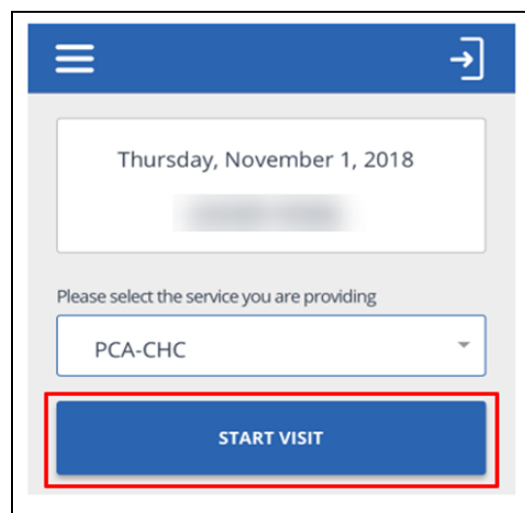 Thursday, November 1, 2018
Please select the service you are providing
PCA-CHC
START VISIT